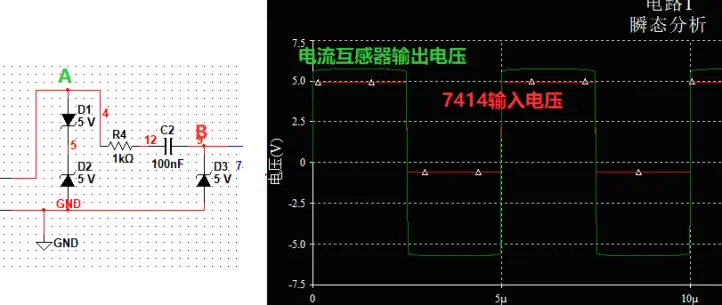 A
D1
5 V
4
R4
1kΩ
12
C2
100nF
B
9
5
D2
5 V
D3
5 V
7
GND
GND
电路1
瞬态分析
电流互感器输出电压
7414输入电压
电压(V)
7.5
5.0
2.5
0
-2.5
-5.0
-7.5
0
5μ
10μ